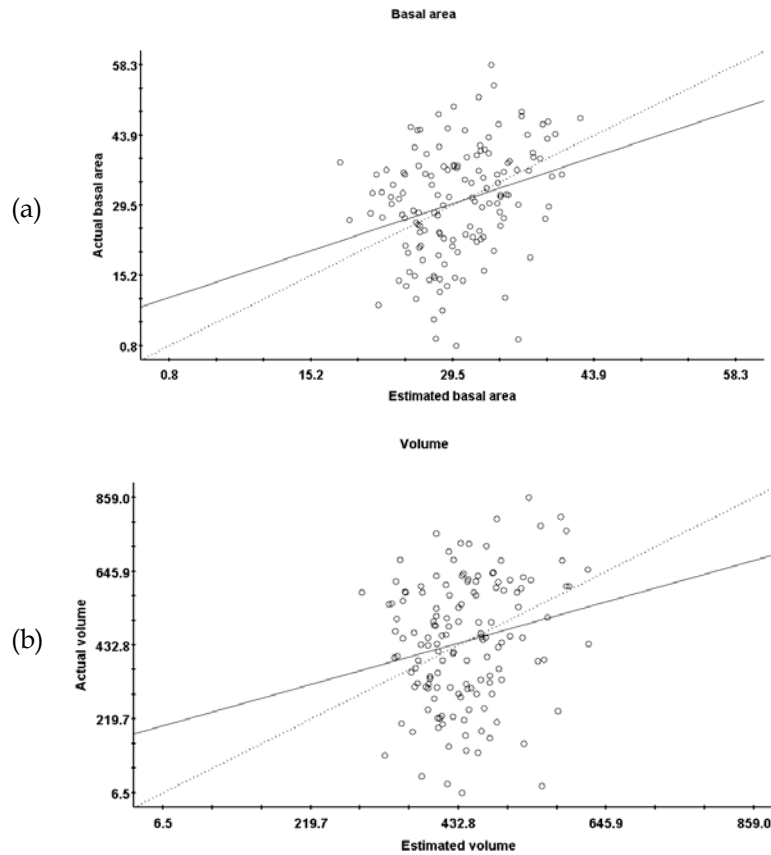 Basal area
(a)
Actual basal area
58.3
43.9
29.5
15.2
0.8
0.8 15.2 29.5 43.9 58.3
Estimated basal area
Volume
(b)
Actual volume
859.0
645.9
432.8
219.7
6.5
6.5 219.7 432.8 645.9 859.0
Estimated volume